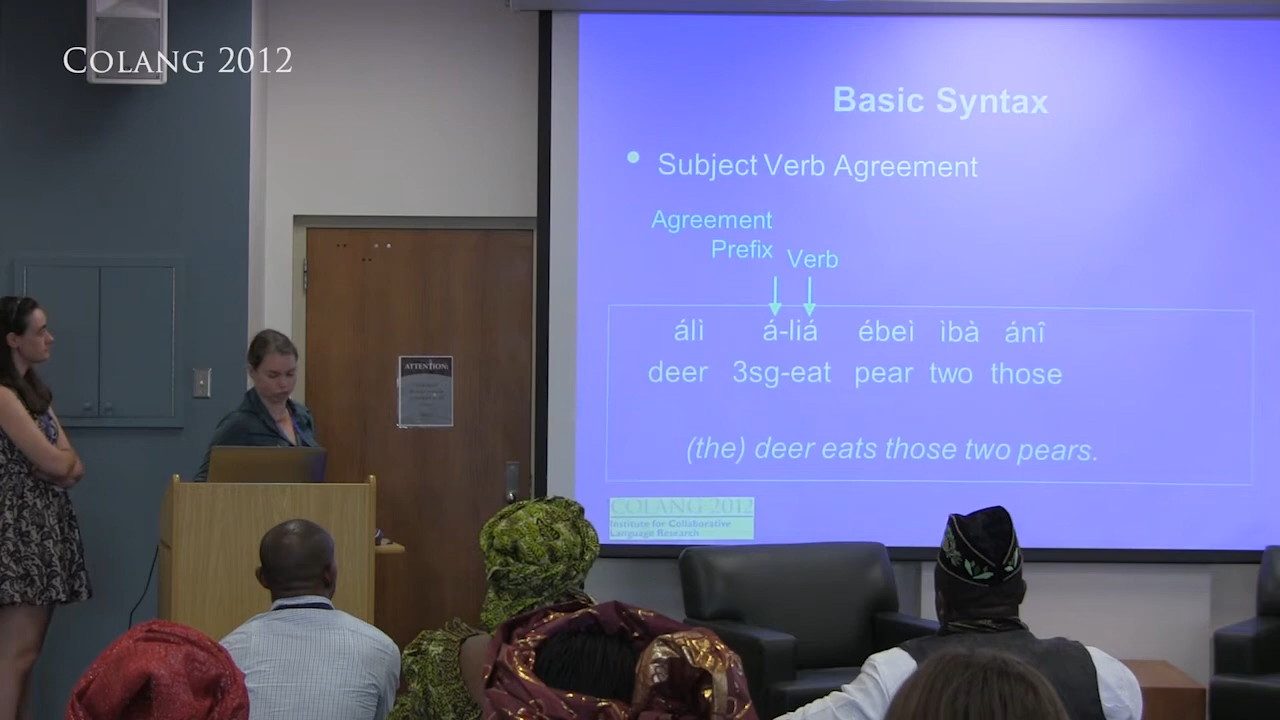 COLANG 2012
Basic Syntax
• Subject Verb Agreement
Agreement
Prefix
Verb
álì á-liá ébeì ìbà ánî
deer 3sg-eat pear two those
(the) deer eats those two pears.
COLANG 2012
Institute for Collaborative
Language Research
ATTENTION: